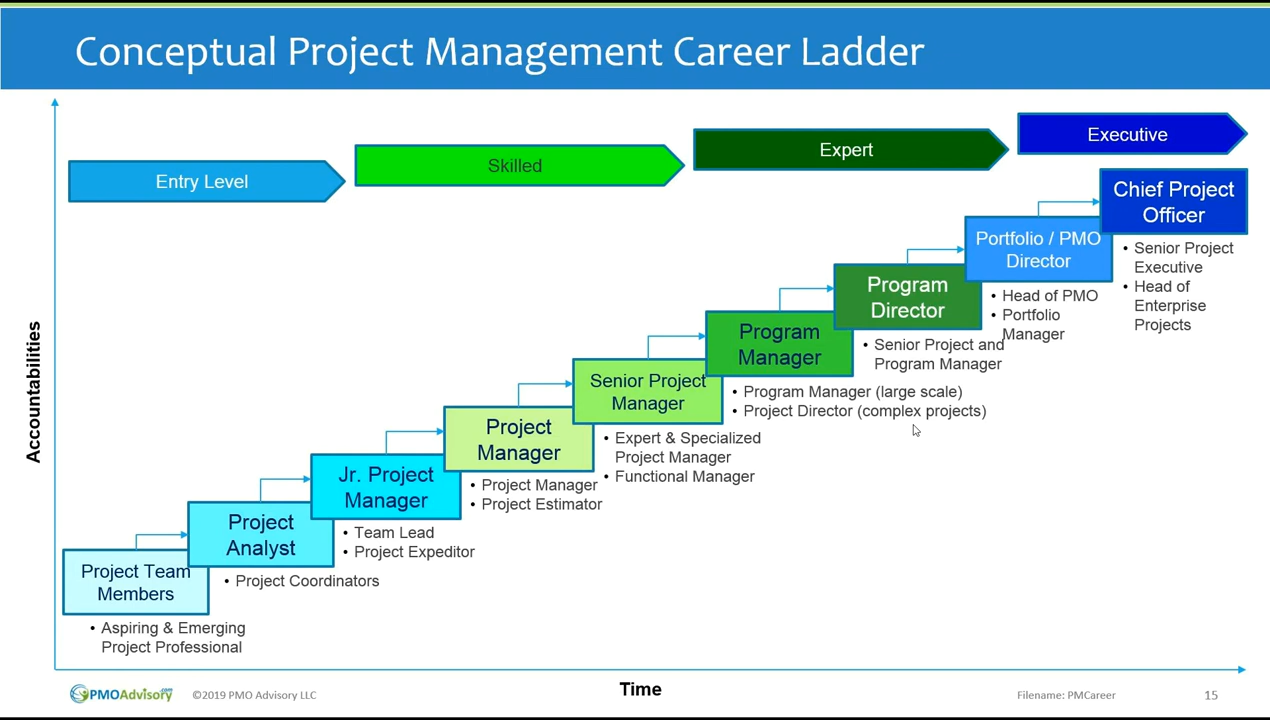 Conceptual Project Management Career Ladder
Entry Level
Skilled
Expert
Executive
Accountabilities
Project Team
Members
• Aspiring & Emerging
Project Professional
Project
Analyst
• Project Coordinators
Jr. Project
Manager
• Team Lead
• Project Expeditor
Project
Manager
• Project Manager
• Project Estimator
Senior Project
Manager
• Expert & Specialized
Project Manager
• Functional Manager
Program
Manager
• Program Manager (large scale)
• Project Director (complex projects)
Program
Director
• Senior Project and
Program Manager
Portfolio / PMO
Director
• Head of PMO
• Portfolio
Manager
Chief Project
Officer
• Senior Project
Executive
• Head of
Enterprise
Projects
Time
PMOAdvisory.com
©2019 PMO Advisory LLC
Filename: PMCareer
15